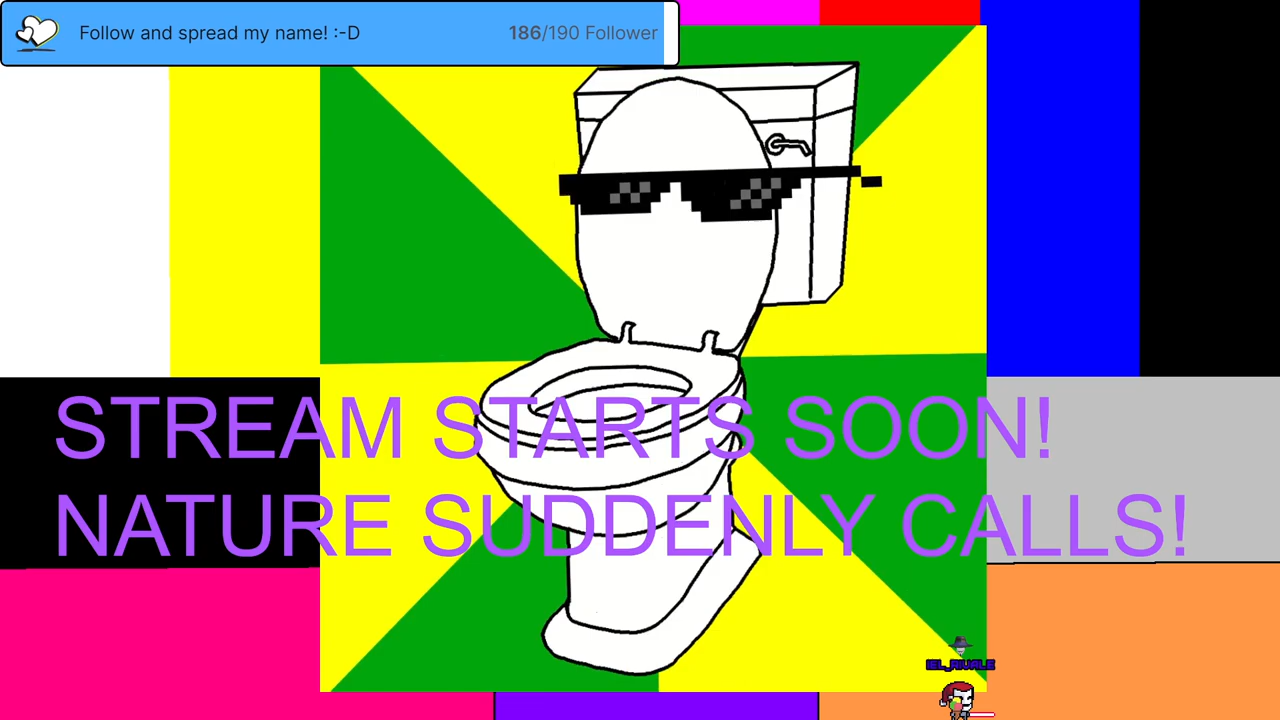 Follow and spread my name! :-D
186/190 Follower
STREAM STARTS SOON!
NATURE SUDDENLY CALLS!